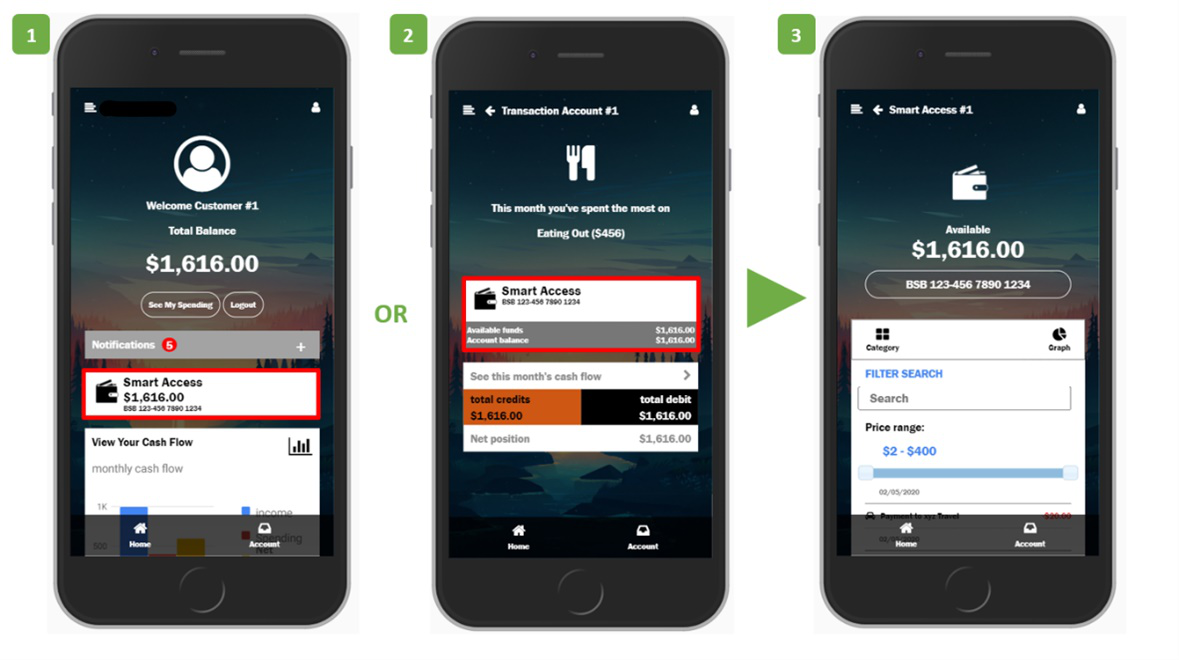 1
Welcome Customer #1
Total Balance
$1,616.00
See My Spending
Logout
Notifications 5 +
Smart Access
$1,616.00
BSB 123-456 7890 1234
View Your Cash Flow
monthly cash flow
1K
income
500
Spending
Net
Home
Account
OR
2
Transaction Account #1
This month you've spent the most on
Eating Out ($456)
Smart Access
BSB 123-456 7890 1234
Available funds $1,616.00
Account balance $1,616.00
See this month's cash flow
total credits total debit
$1,616.00 $1,616.00
Net position $1,616.00
Home
Account
3
Smart Access #1
Available
$1,616.00
BSB 123-456 7890 1234
Category
Graph
FILTER SEARCH
Search
Price range:
$2 - $400
02/05/2020
Payment to xyz Travel -$20.00
Home
Account